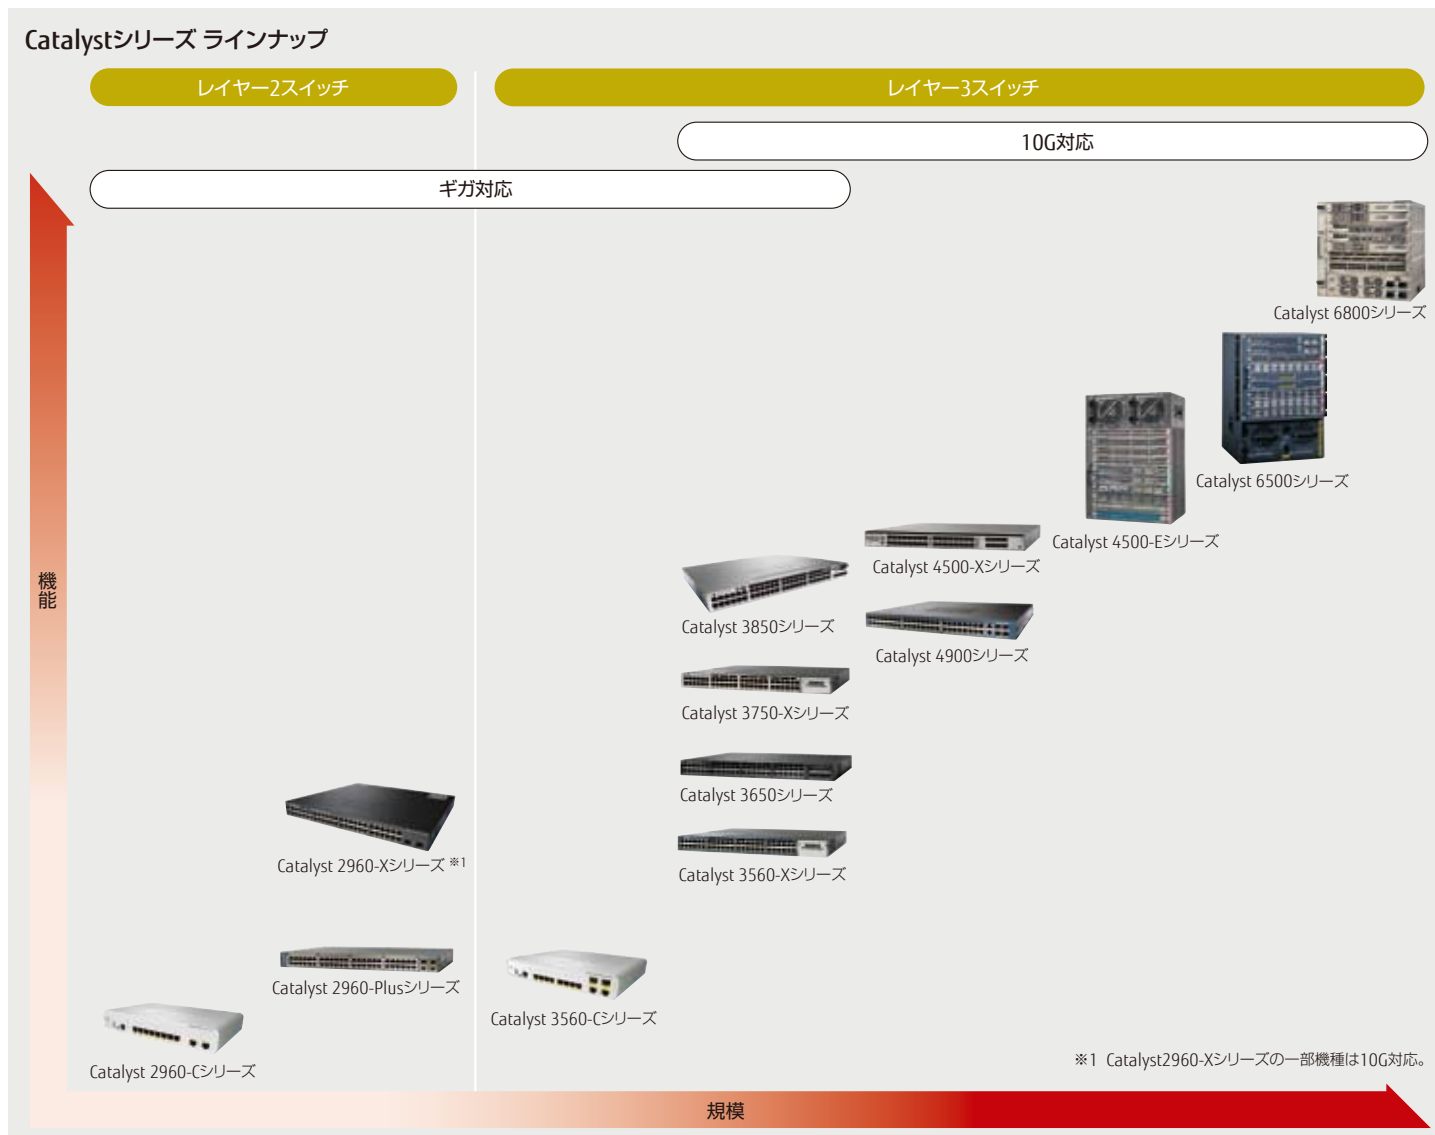 Catalystシリーズ ラインナップ
レイヤー2スイッチ
レイヤー3スイッチ
10G対応
ギガ対応
Catalyst 6800シリーズ
Catalyst 6500シリーズ
Catalyst 4500-Eシリーズ
Catalyst 4500-Xシリーズ
機能
Catalyst 3850シリーズ
Catalyst 4900シリーズ
Catalyst 3750-Xシリーズ
Catalyst 3650シリーズ
Catalyst 2960-Xシリーズ ※1
Catalyst 3560-Xシリーズ
Catalyst 2960-Plusシリーズ
Catalyst 3560-Cシリーズ
Catalyst 2960-Cシリーズ
※1 Catalyst2960-Xシリーズの一部機種は10G対応。
規模